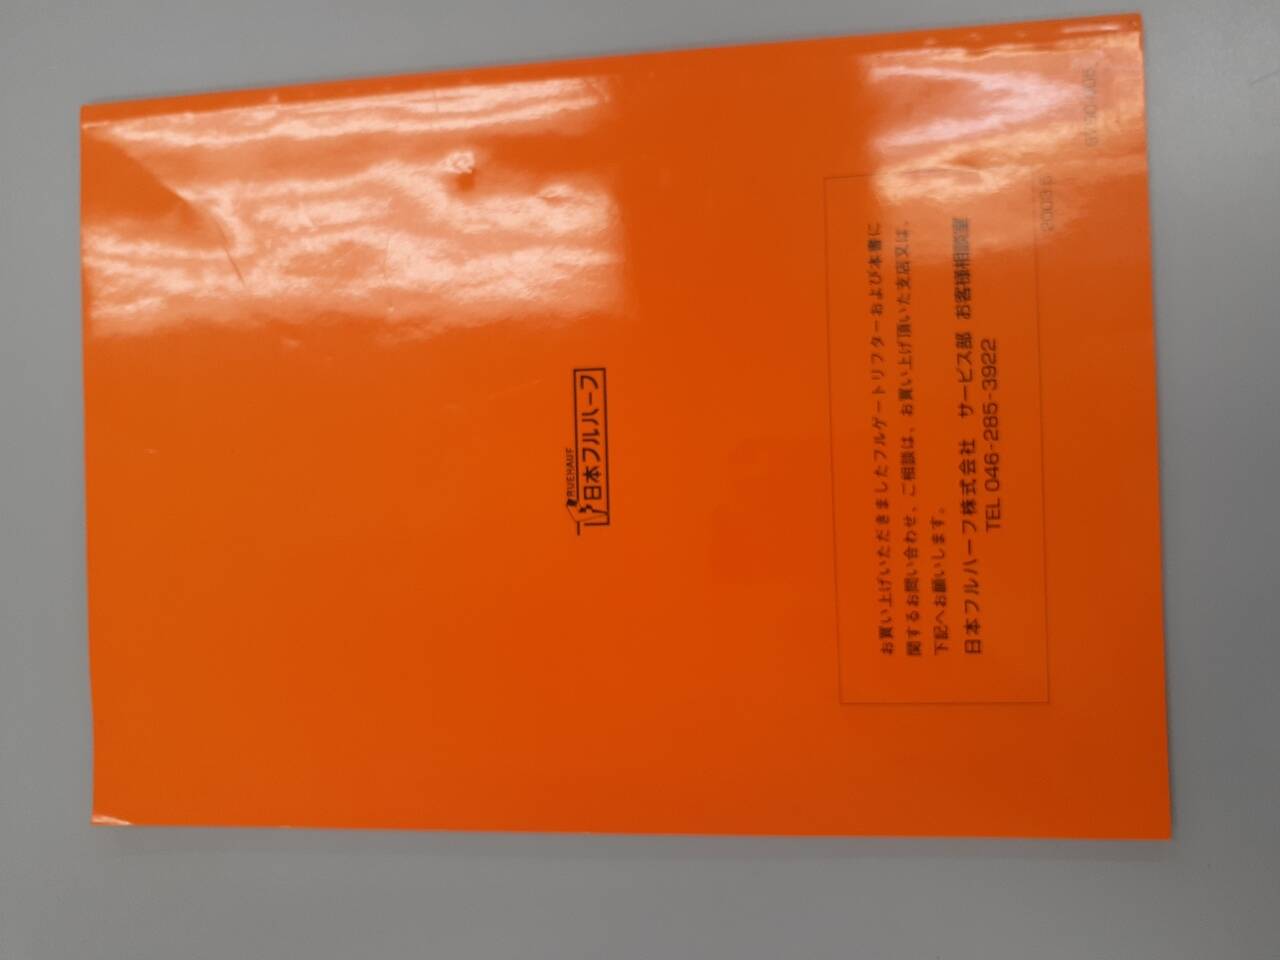 FRUEHAUF
日本フルハーフ
お買い上げいただきましたフルゲートリフターおよび本書に
関するお問い合わせ、ご相談は、お買い上げ頂いた支店又は、
下記へお願いします。
日本フルハーフ株式会社 サービス部 お客様相談室
TEL 046-285-3922